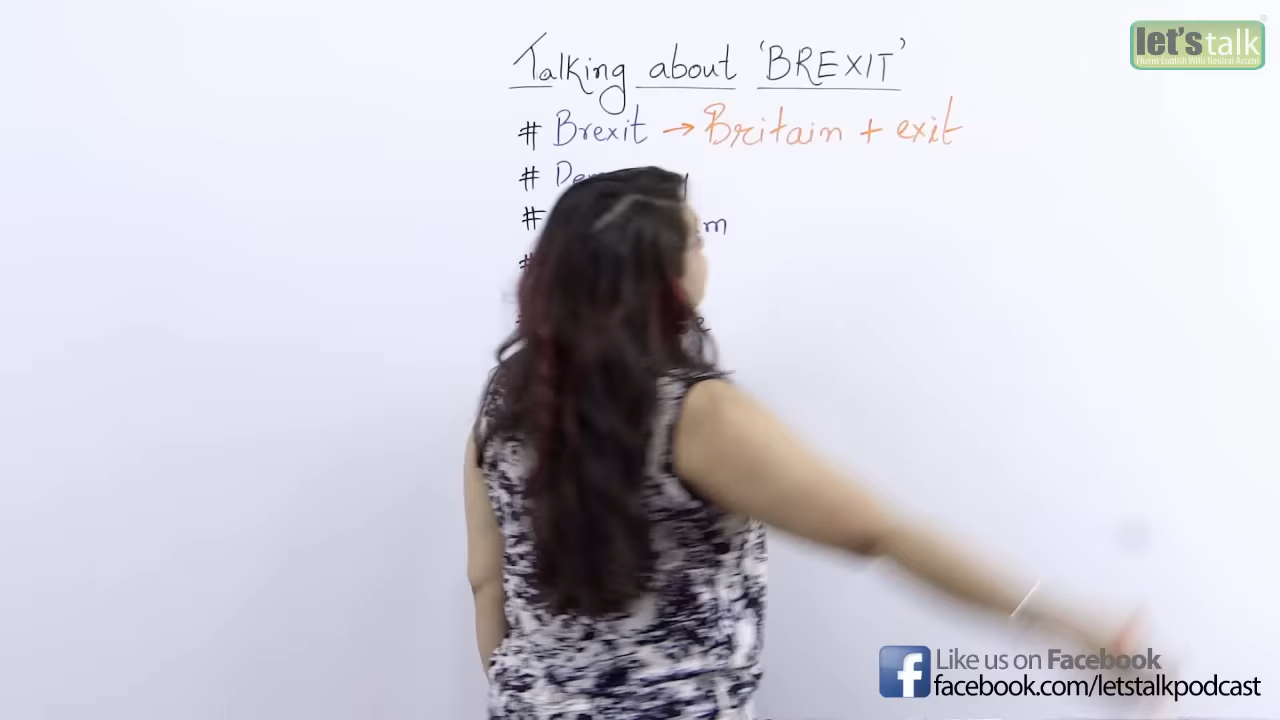 let's talk
Fluent English With Neutral Accent
Talking about 'BREXIT'
# Brexit → Britain + exit
#
#
#
Like us on Facebook
facebook.com/letstalkpodcast